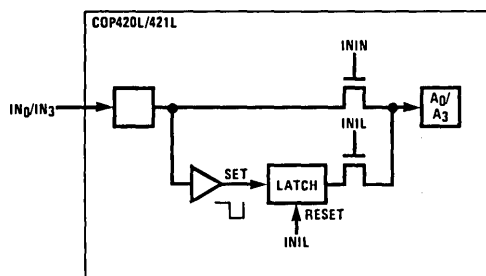 COP420L/421L
ININ
IN0/IN3
A0/
A3
INIL
SET
LATCH
RESET
INIL